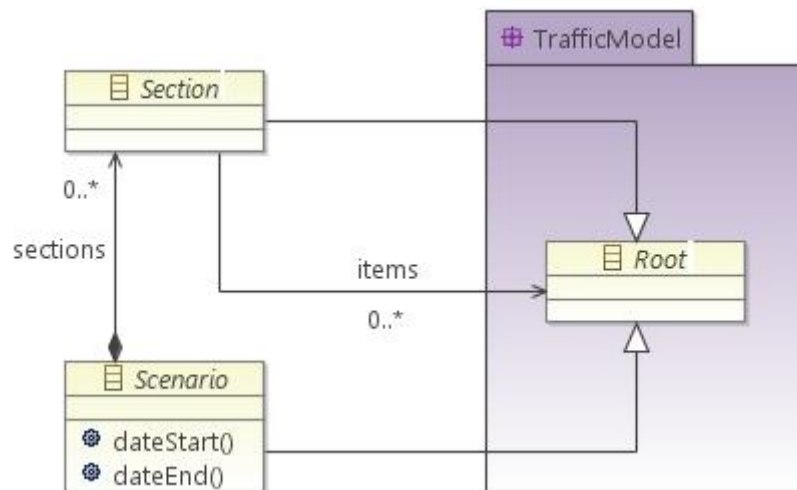 TrafficModel
Section
0..*
sections
items
0..*
Root
Scenario
dateStart()
dateEnd()